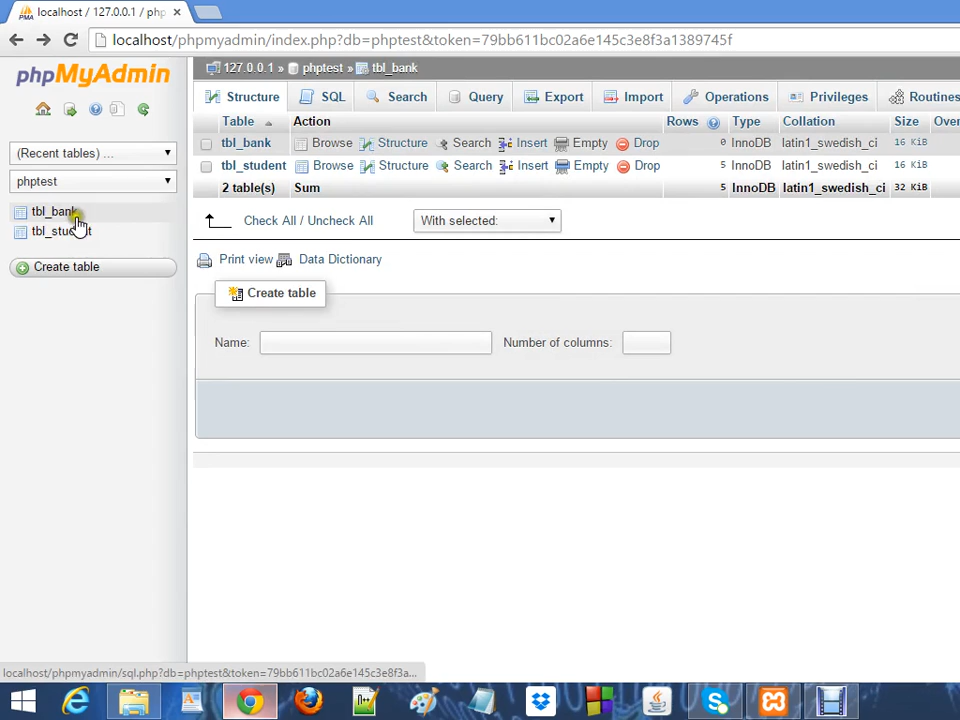 localhost / 127.0.0.1 / php
localhost/phpmyadmin/index.php?db=phptest&token=79bb611bc02a6e145c3e8f3a1389745f
phpMyAdmin
(Recent tables) ...
phptest
tbl_bank
tbl_student
Create table
127.0.0.1 » phptest » tbl_bank
Structure SQL Search Query Export Import Operations Privileges Routines
Table Action Rows Type Collation Size Over
tbl_bank Browse Structure Search Insert Empty Drop 0 InnoDB latin1_swedish_ci 16 KiB
tbl_student Browse Structure Search Insert Empty Drop 5 InnoDB latin1_swedish_ci 16 KiB
2 table(s) Sum 5 InnoDB latin1_swedish_ci 32 KiB
Check All / Uncheck All With selected:
Print view Data Dictionary
Create table
Name: Number of columns:
localhost/phpmyadmin/sql.php?db=phptest&token=79bb611bc02a6e145c3e8f3a...